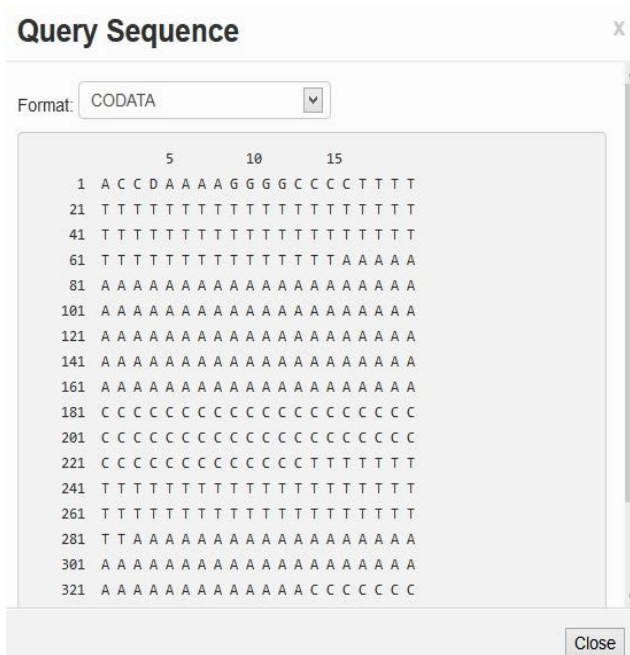 Query Sequence
X
Format: CODATA
5 10 15
1 A C C D A A A A G G G G C C C C T T T T
21 T T T T T T T T T T T T T T T T T T T T
41 T T T T T T T T T T T T T T T T T T T T
61 T T T T T T T T T T T T T T T A A A A A
81 A A A A A A A A A A A A A A A A A A A A
101 A A A A A A A A A A A A A A A A A A A A
121 A A A A A A A A A A A A A A A A A A A A
141 A A A A A A A A A A A A A A A A A A A A
161 A A A A A A A A A A A A A A A A A A A A
181 C C C C C C C C C C C C C C C C C C C C
201 C C C C C C C C C C C C C C C C C C C C
221 C C C C C C C C C C C C C T T T T T T T
241 T T T T T T T T T T T T T T T T T T T T
261 T T T T T T T T T T T T T T T T T T T T
281 T T A A A A A A A A A A A A A A A A A A
301 A A A A A A A A A A A A A A A A A A A A
321 A A A A A A A A A A A A A C C C C C C C
Close